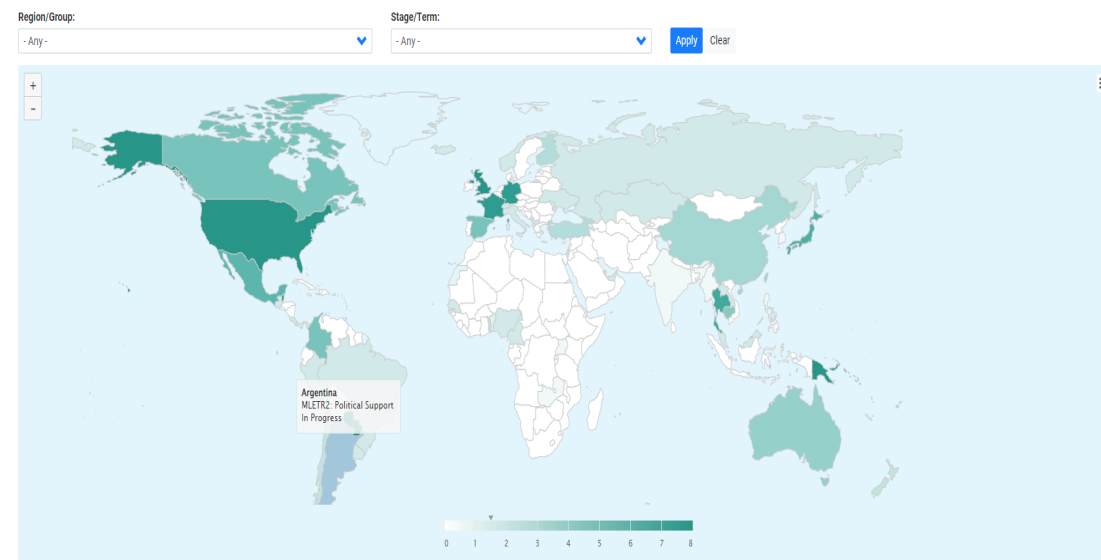 Region/Group:
Stage/Term:
- Any -
- Any -
Apply
Clear
+
-
Argentina
MLETR2: Political Support
In Progress
0 1 2 3 4 5 6 7 8